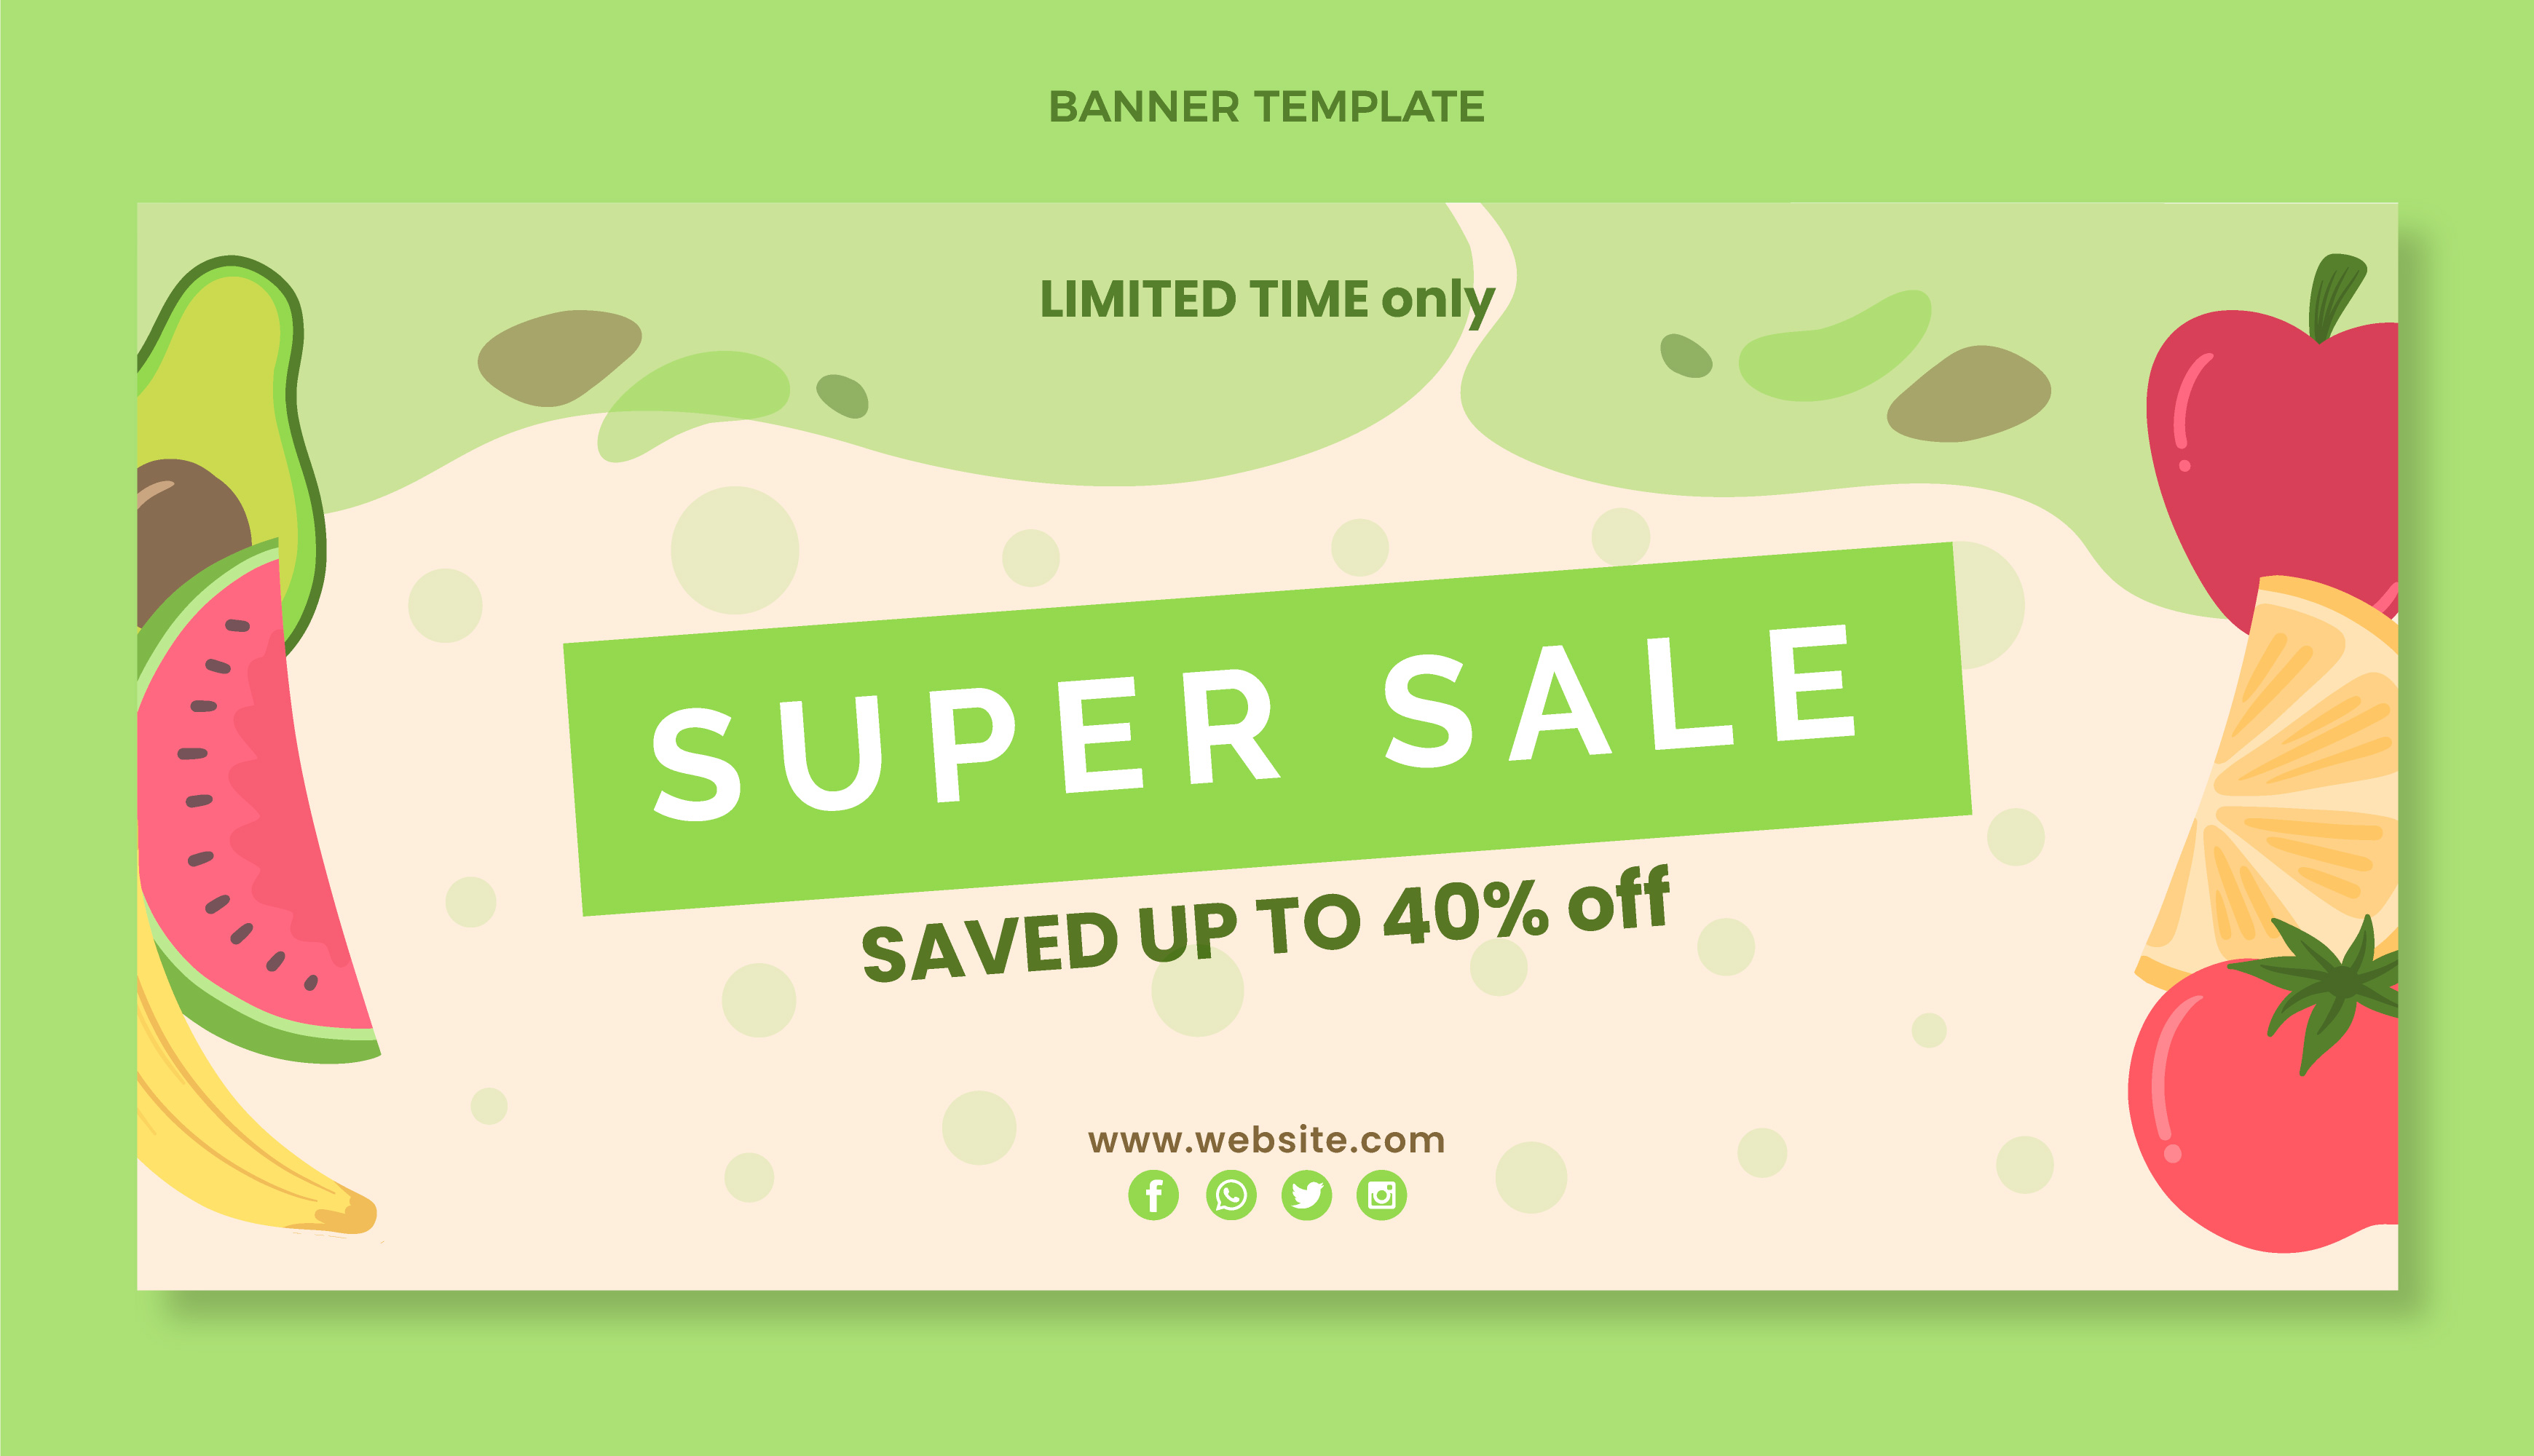 BANNER TEMPLATE
LIMITED TIME only
SUPER SALE
SAVED UP TO 40% off
www.website.com